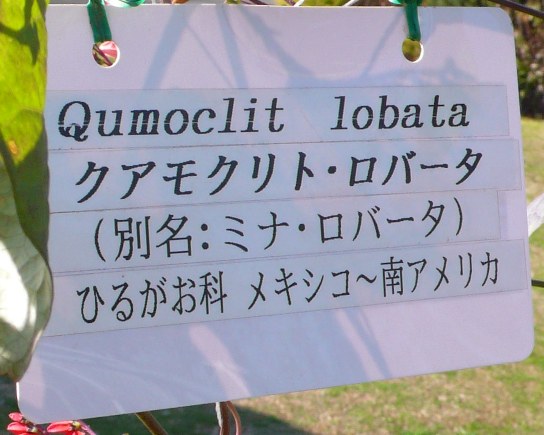 Qumoclit lobata
クアモクリト・ロバータ
(別名:ミナ・ロバータ)
ひるがお科 メキシコ~南アメリカ